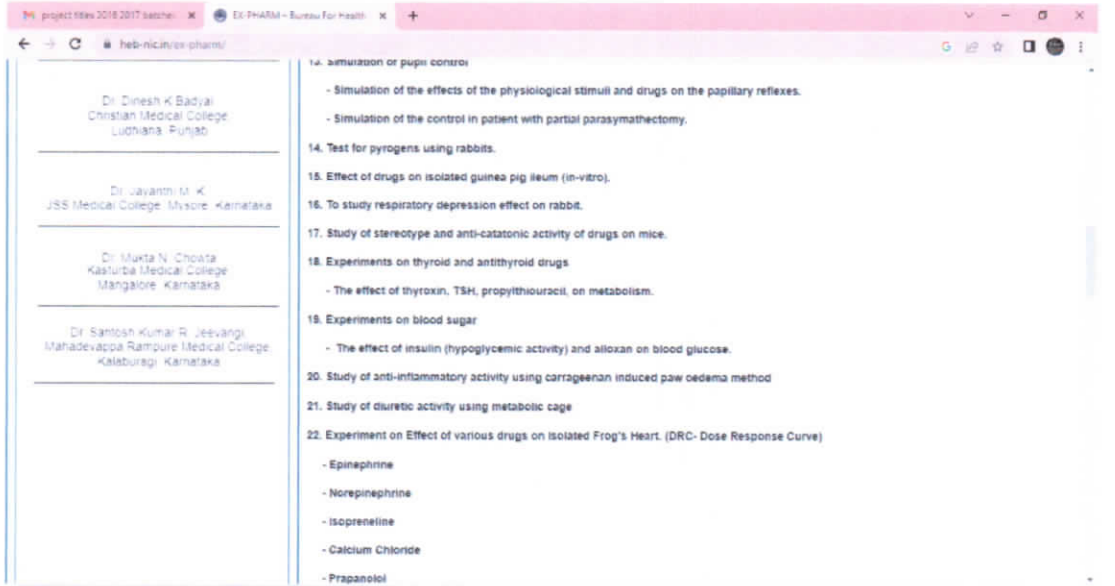 project titles 2016 2017 batche
EX-PHARM – Bureau For Health
heb-nic.in/ex-pharm/
Dr. Dinesh K Badyal
Christian Medical College
Ludhiana, Punjab
Dr. Jayanthi M. K
JSS Medical College, Mysore, Karnataka
Dr. Mukta N. Chowta
Kasturba Medical College
Mangalore, Karnataka
Dr. Santosh Kumar R. Jeevangi
Mahadevappa Rampure Medical College
Kalaburagi, Karnataka
13. Simulation of pupil control
- Simulation of the effects of the physiological stimuli and drugs on the papillary reflexes.
- Simulation of the control in patient with partial parasymathectomy.
14. Test for pyrogens using rabbits.
15. Effect of drugs on isolated guinea pig ileum (in-vitro).
16. To study respiratory depression effect on rabbit.
17. Study of stereotype and anti-catatonic activity of drugs on mice.
18. Experiments on thyroid and antithyroid drugs
- The effect of thyroxin, TSH, propylthiouracil, on metabolism.
19. Experiments on blood sugar
- The effect of insulin (hypoglycemic activity) and alloxan on blood glucose.
20. Study of anti-inflammatory activity using carrageenan induced paw oedema method
21. Study of diuretic activity using metabolic cage
22. Experiment on Effect of various drugs on Isolated Frog's Heart. (DRC- Dose Response Curve)
- Epinephrine
- Norepinephrine
- Isopreneline
- Calcium Chloride
- Prapanolol